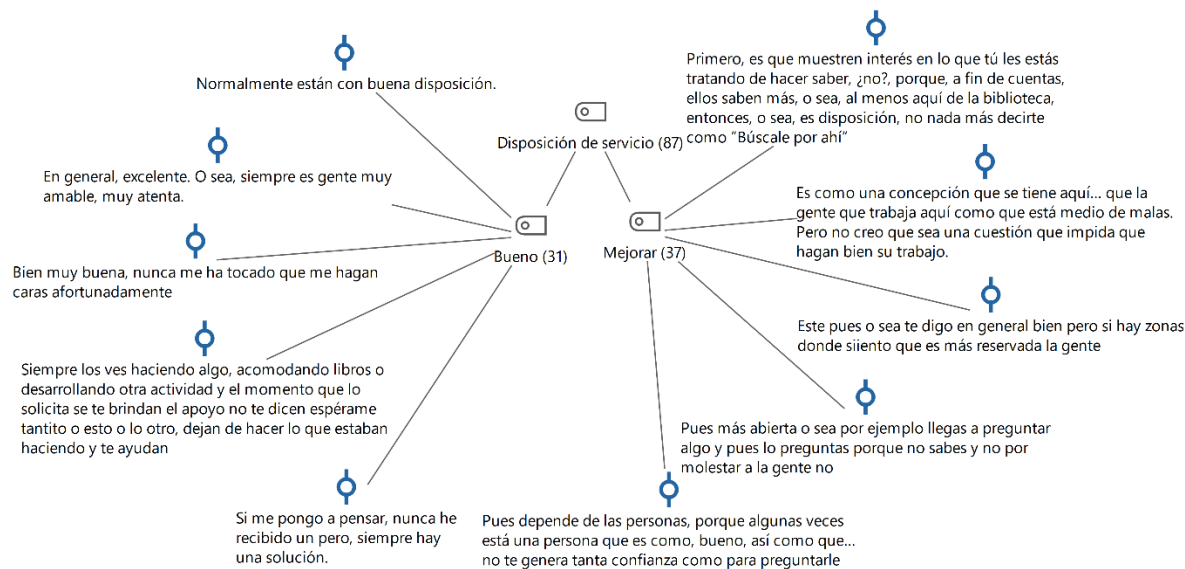 Normalmente están con buena disposición.
Primero, es que muestren interés en lo que tú les estás
tratando de hacer saber, ¿no?, porque, a fin de cuentas,
ellos saben más, o sea, al menos aquí de la biblioteca,
entonces, o sea, es disposición, no nada más decirte
como "Búscale por ahí"
Disposición de servicio (87)
En general, excelente. O sea, siempre es gente muy
amable, muy atenta.
Es como una concepción que se tiene aquí... que la
gente que trabaja aquí como que está medio de malas.
Pero no creo que sea una cuestión que impida que
hagan bien su trabajo.
Bueno (31)
Mejorar (37)
Bien muy buena, nunca me ha tocado que me hagan
caras afortunadamente
Este pues o sea te digo en general bien pero si hay zonas
donde siiento que es más reservada la gente
Siempre los ves haciendo algo, acomodando libros o
desarrollando otra actividad y el momento que lo
solicita se te brindan el apoyo no te dicen espérame
tantito o esto o lo otro, dejan de hacer lo que estaban
haciendo y te ayudan
Pues más abierta o sea por ejemplo llegas a preguntar
algo y pues lo preguntas porque no sabes y no por
molestar a la gente no
Si me pongo a pensar, nunca he
recibido un pero, siempre hay
una solución.
Pues depende de las personas, porque algunas veces
está una persona que es como, bueno, así como que...
no te genera tanta confianza como para preguntarle